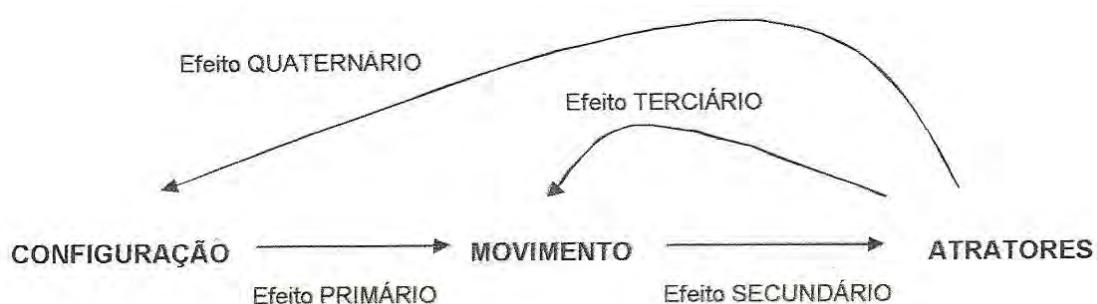 Efeito QUATERNÁRIO
Efeito TERCIÁRIO
CONFIGURAÇÃO MOVIMENTO ATRATORES
Efeito PRIMÁRIO Efeito SECUNDÁRIO